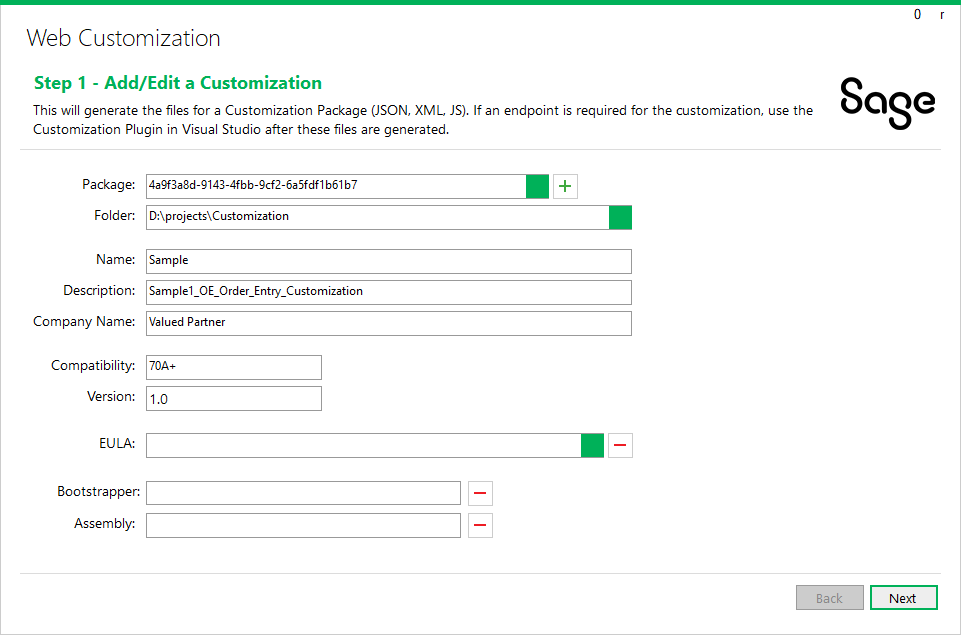 0 r
Web Customization
Step 1 - Add/Edit a Customization
This will generate the files for a Customization Package (JSON, XML, JS). If an endpoint is required for the customization, use the
Customization Plugin in Visual Studio after these files are generated.
Sage
Package: 4a9f3a8d-9143-4fbb-9cf2-6a5fdf1b61b7
Folder: D:\projects\Customization
Name: Sample
Description: Sample1_OE_Order_Entry_Customization
Company Name: Valued Partner
Compatibility: 70A+
Version: 1.0
EULA:
Bootstrapper:
Assembly:
Back Next